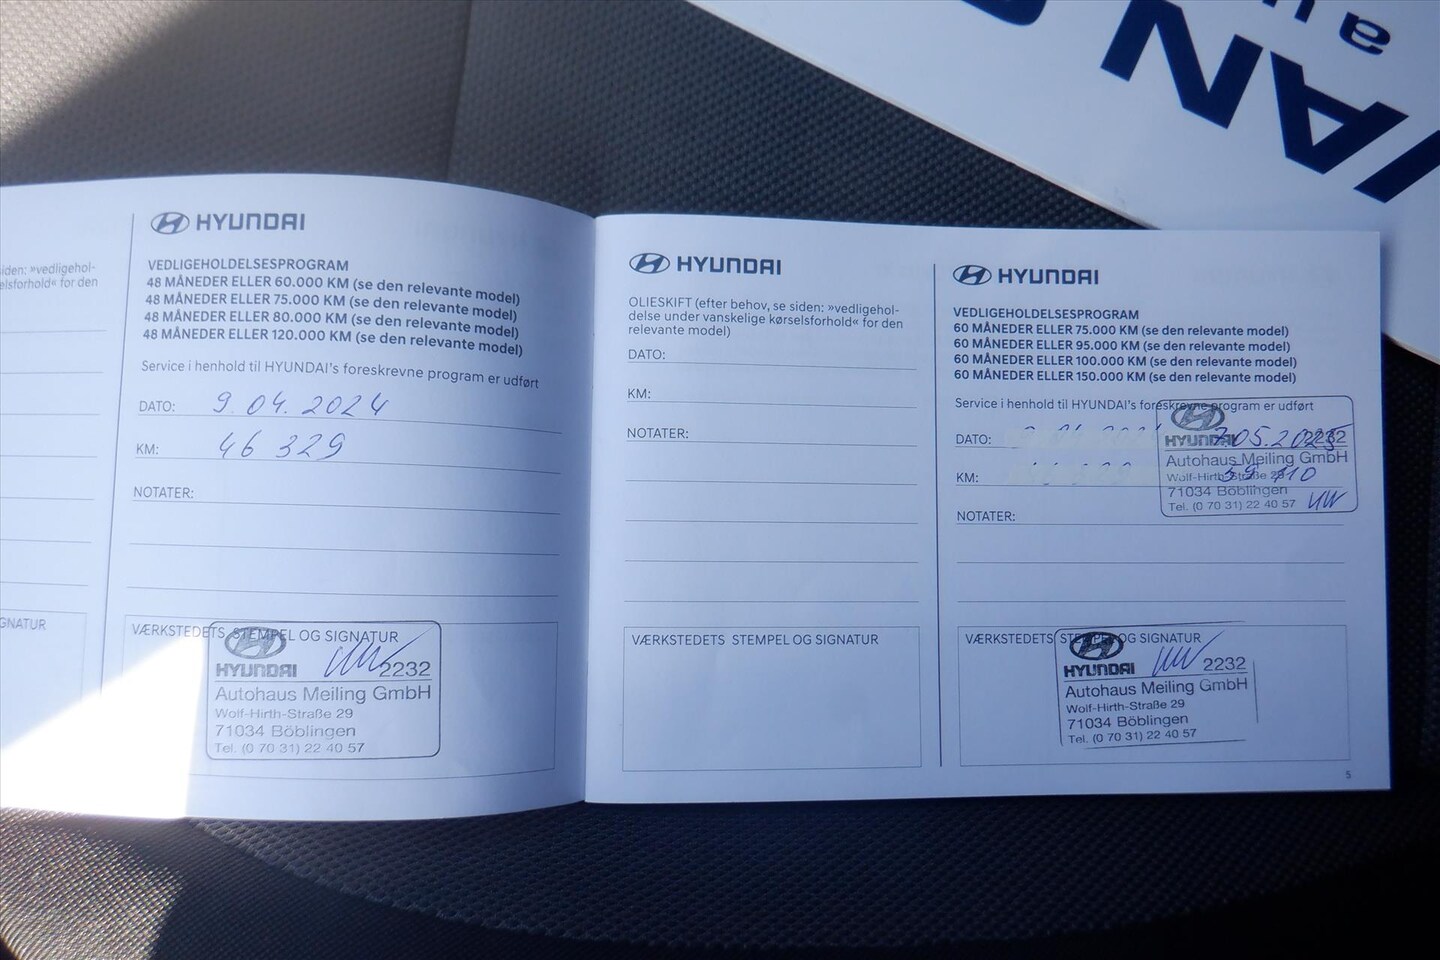 siden: »vedligehol-
elsesforhold« for den
GNATUR
HYUNDAI
VEDLIGEHOLDELSESPROGRAM
48 MÅNEDER ELLER 60.000 KM (se den relevante model)
48 MÅNEDER ELLER 75.000 KM (se den relevante model)
48 MÅNEDER ELLER 80.000 KM (se den relevante model)
48 MÅNEDER ELLER 120.000 KM (se den relevante model)
Service i henhold til HYUNDAI's foreskrevne program er udført
DATO: 9.04.2024
KM: 46 329
NOTATER:
VÆRKSTEDETS STEMPEL OG SIGNATUR
HYUNDAI 2232
Autohaus Meiling GmbH
Wolf-Hirth-Straße 29
71034 Böblingen
Tel. (0 70 31) 22 40 57
HYUNDAI
OLIESKIFT (efter behov, se siden: »vedligehol-
delse under vanskelige kørselsforhold« for den
relevante model)
DATO:
KM:
NOTATER:
VÆRKSTEDETS STEMPEL OG SIGNATUR
HYUNDAI
VEDLIGEHOLDELSESPROGRAM
60 MÅNEDER ELLER 75.000 KM (se den relevante model)
60 MÅNEDER ELLER 95.000 KM (se den relevante model)
60 MÅNEDER ELLER 100.000 KM (se den relevante model)
60 MÅNEDER ELLER 150.000 KM (se den relevante model)
Service i henhold til HYUNDAI's foreskrevne program er udført
DATO:
KM:
HYUNDAI 2232
Autohaus Meiling GmbH
Wolf-Hirth-Straße 29
71034 Böblingen
Tel. (0 70 31) 22 40 57
NOTATER:
VÆRKSTEDETS STEMPEL OG SIGNATUR
HYUNDAI 2232
Autohaus Meiling GmbH
Wolf-Hirth-Straße 29
71034 Böblingen
Tel. (0 70 31) 22 40 57
5